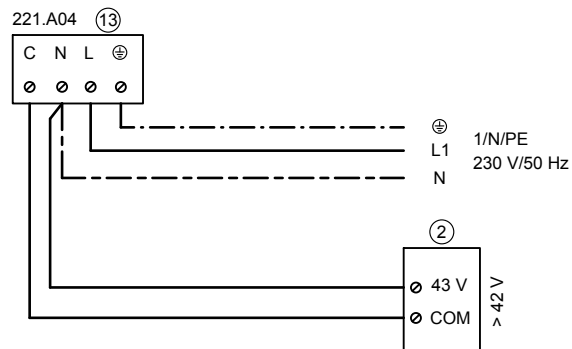 221.A04 13
C N L ⏚
⏚
L1
N
1/N/PE
230 V/50 Hz
2
43 V
COM
> 42 V